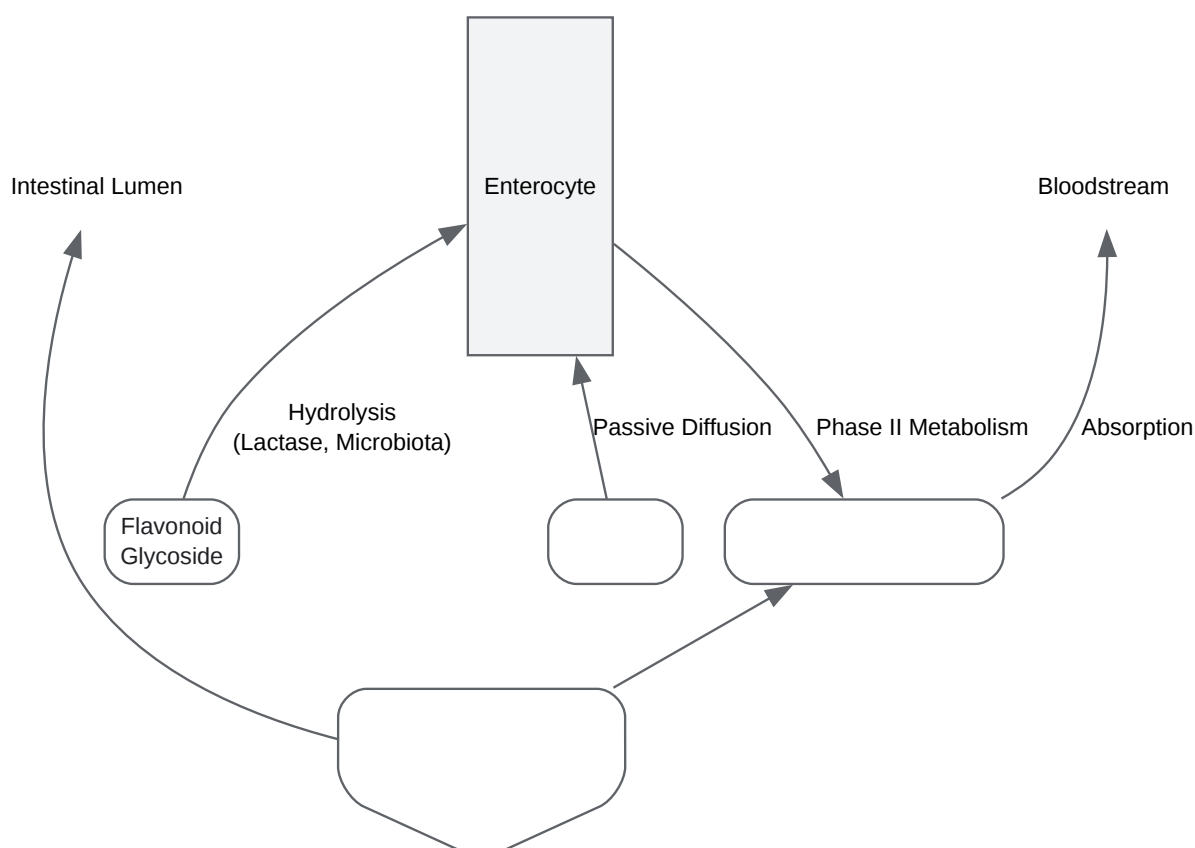 Intestinal Lumen
Enterocyte
Bloodstream
Hydrolysis
(Lactase, Microbiota)
Passive Diffusion
Phase II Metabolism
Absorption
Flavonoid
Glycoside